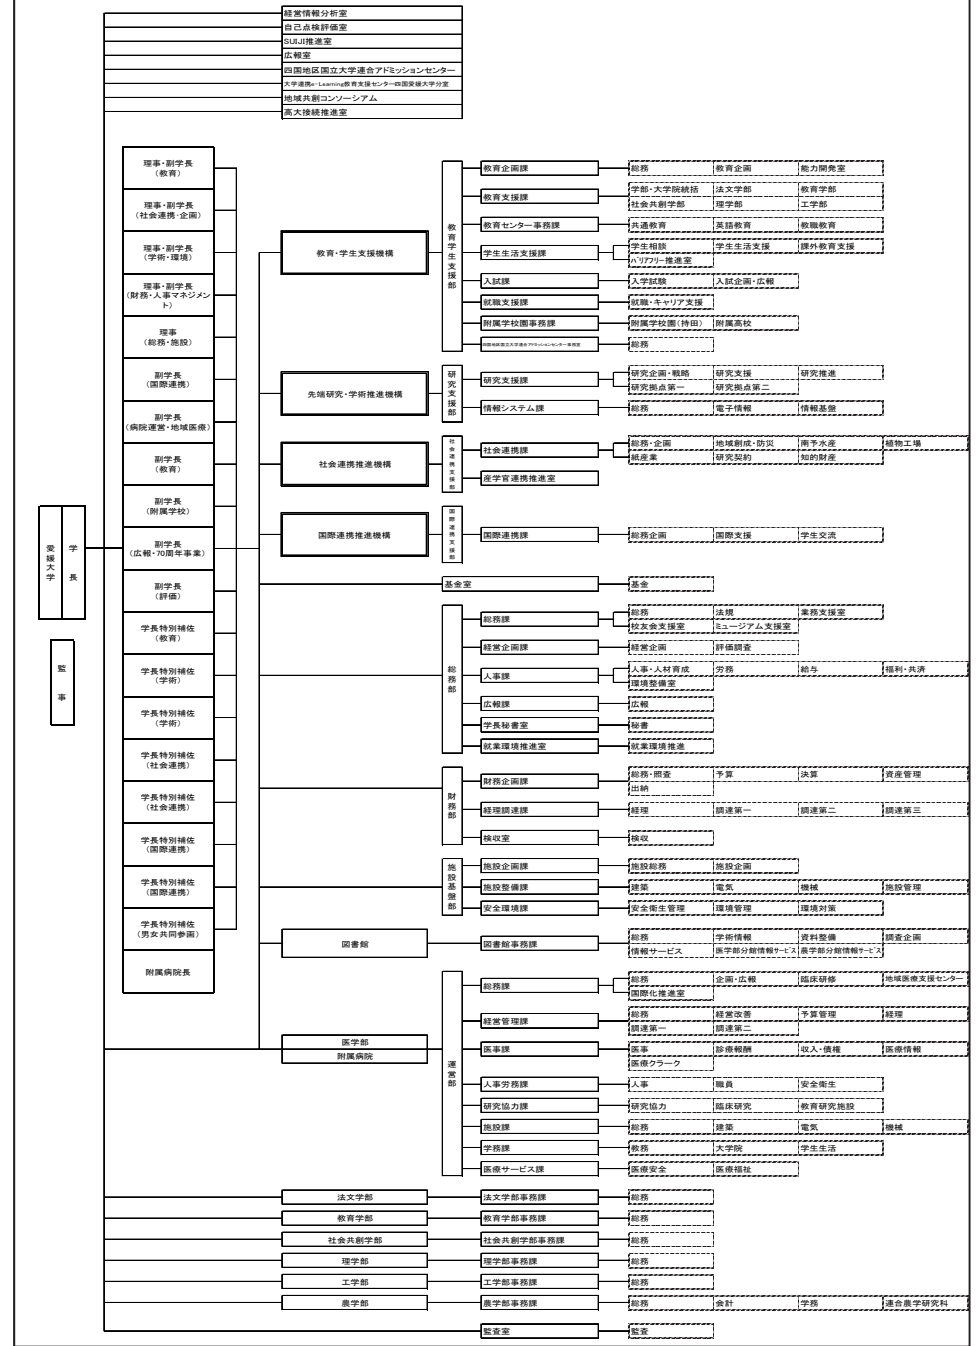 経営情報分析室
自己点検評価室
SUIJI推進室
広報室
四国地区国立大学連合アドミッションセンター
大学連携e-Learning教育支援センター四国愛媛大学分室
地域共創コンソーシアム
高大接続推進室
愛媛大学
学長
監事
理事・副学長
(教育)
理事・副学長
(社会連携・企画)
理事・副学長
(学術・環境)
理事・副学長
(財務・人事マネジメン
ト)
理事
(総務・施設)
副学長
(国際連携)
副学長
(病院運営・地域医療)
副学長
(教育)
副学長
(附属学校)
副学長
(広報・70周年事業)
副学長
(評価)
学長特別補佐
(教育)
学長特別補佐
(学術)
学長特別補佐
(学術)
学長特別補佐
(社会連携)
学長特別補佐
(社会連携)
学長特別補佐
(国際連携)
学長特別補佐
(国際連携)
学長特別補佐
(男女共同参画)
附属病院長
教育・学生支援機構
教育学生支援部
教育企画課
総務 教育企画 能力開発室
教育支援課
学部・大学院統括 法文学部 教育学部
社会共創学部 理学部 工学部
教育センター事務課
共通教育 英語教育 教職教育
学生生活支援課
学生相談 学生生活支援 課外教育支援
バリアフリー推進室
入試課
入学試験 入試企画・広報
就職支援課
就職・キャリア支援
附属学校園事務課
附属学校園(持田) 附属高校
四国地区国立大学連合アドミッションセンター事務室
総務
先端研究・学術推進機構
研究支援部
研究支援課
研究企画・戦略 研究支援 研究推進
研究拠点第一 研究拠点第二
情報システム課
総務 電子情報 情報基盤
社会連携推進機構
社会連携支援部
社会連携課
総務・企画 地域創成・防災 南予水産 植物工場
紙産業 研究契約 知的財産
産学官連携推進室
国際連携推進機構
国際連携支援部
国際連携課
総務企画 国際支援 学生交流
基金室
基金
総務部
総務課
総務 法規 業務支援室
校友会支援室 ミュージアム支援室
経営企画課
経営企画 評価調査
人事課
人事・人材育成 労務 給与 福利・共済
環境整備室
広報課
広報
学長秘書室
秘書
就業環境推進室
就業環境推進
財務部
財務企画課
総務・照査 予算 決算 資産管理
出納
経理調達課
経理 調達第一 調達第二 調達第三
検収室
検収
施設基盤部
施設企画課
施設総務 施設企画
施設整備課
建築 電気 機械 施設管理
安全環境課
安全衛生管理 環境管理 環境対策
図書館
図書館事務課
総務 学術情報 資料整備 調査企画
情報サービス 医学部分館情報サービス 農学部分館情報サービス
医学部
附属病院
運営部
総務課
総務 企画・広報 臨床研修 地域医療支援センター
国際化推進室
経営管理課
総務 経営改善 予算管理 経理
調達第一 調達第二
医事課
医事 診療報酬 収入・債権 医療情報
医療クラーク
人事労務課
人事 職員 安全衛生
研究協力課
研究協力 臨床研究 教育研究施設
施設課
総務 建築 電気 機械
学務課
教務 大学院 学生生活
医療サービス課
医療安全 医療福祉
法文学部
法文学部事務課
総務
教育学部
教育学部事務課
総務
社会共創学部
社会共創学部事務課
総務
理学部
理学部事務課
総務
工学部
工学部事務課
総務
農学部
農学部事務課
総務 会計 学務 連合農学研究科
監査室
監査